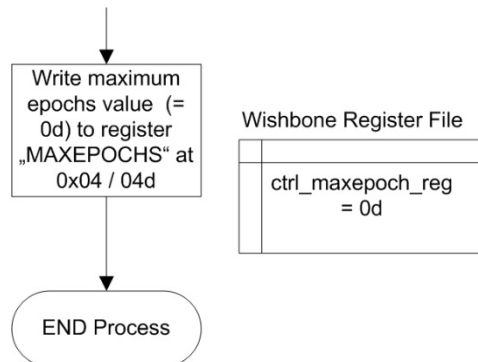 Write maximum
epochs value (=
0d) to register
„MAXEPOCHS“ at
0x04 / 04d
Wishbone Register File
ctrl_maxepoch_reg
= 0d
END Process